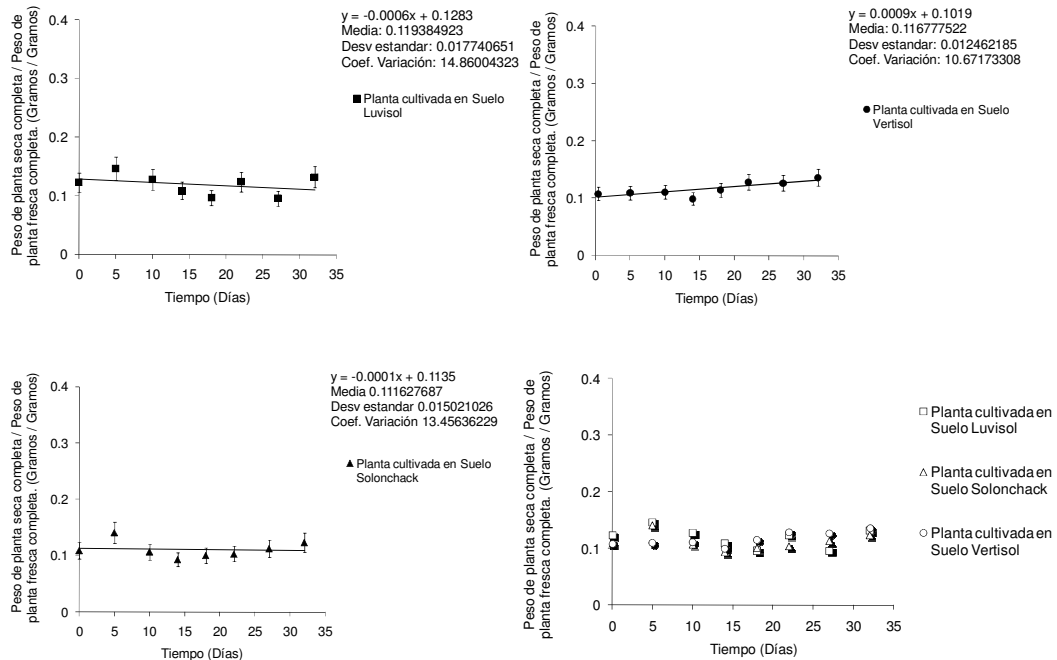 Peso de planta seca completa / Peso de
planta fresca completa. (Gramos / Gramos)
0.4
0.3
0.2
0.1
0
0 5 10 15 20 25 30 35
Tiempo (Días)
y = -0.0006x + 0.1283
Media: 0.119384923
Desv estandar: 0.017740651
Coef. Variación: 14.86004323
Planta cultivada en Suelo
Luvisol
Peso de planta seca completa / Peso de
planta fresca completa. (Gramos / Gramos)
0.4
0.3
0.2
0.1
0
0 5 10 15 20 25 30 35
Tiempo (Días)
y = 0.0009x + 0.1019
Media: 0.116777522
Desv estandar: 0.012462185
Coef. Variación: 10.67173308
Planta cultivada en Suelo
Vertisol
Peso de planta seca completa / Peso de
planta fresca completa. (Gramos / Gramos)
0.4
0.3
0.2
0.1
0
0 5 10 15 20 25 30 35
Tiempo (Días)
y = -0.0001x + 0.1135
Media 0.111627687
Desv estandar 0.015021026
Coef. Variación 13.45636229
Planta cultivada en Suelo
Solonchack
Peso de planta seca completa / Peso de
planta fresca completa. (Gramos / Gramos)
0.4
0.3
0.2
0.1
0
0 5 10 15 20 25 30 35
Tiempo (Días)
Planta cultivada en
Suelo Luvisol
Planta cultivada en
Suelo Solonchack
Planta cultivada en
Suelo Vertisol